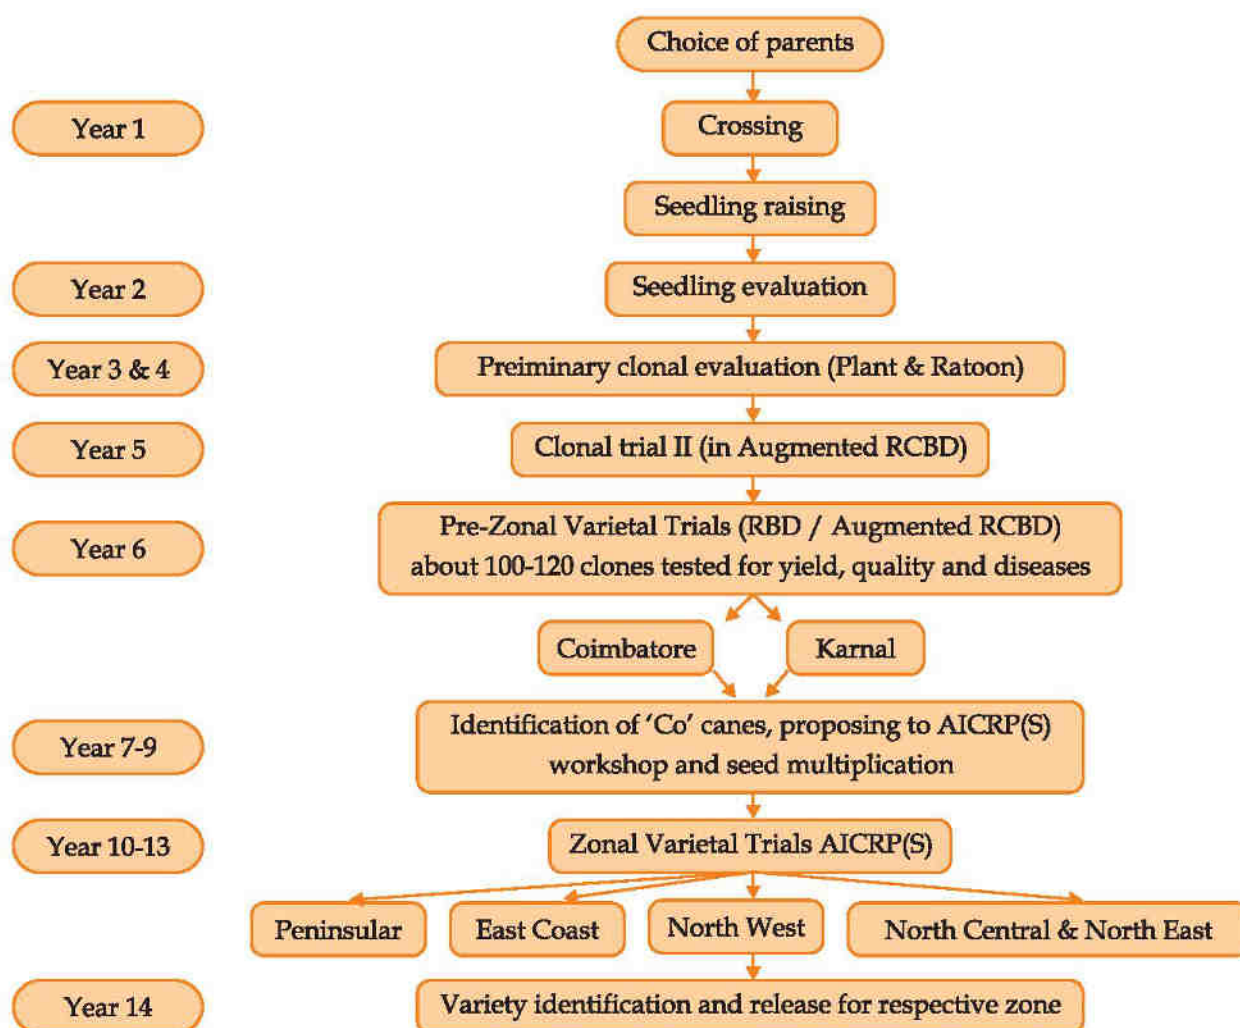 Choice of parents
Year 1
Crossing
Seedling raising
Year 2
Seedling evaluation
Year 3 & 4
Preiminary clonal evaluation (Plant & Ratoon)
Year 5
Clonal trial II (in Augmented RCBD)
Year 6
Pre-Zonal Varietal Trials (RBD / Augmented RCBD)
about 100-120 clones tested for yield, quality and diseases
Coimbatore
Karnal
Year 7-9
Identification of ‘Co’ canes, proposing to AICRP(S)
workshop and seed multiplication
Year 10-13
Zonal Varietal Trials AICRP(S)
Peninsular
East Coast
North West
North Central & North East
Year 14
Variety identification and release for respective zone